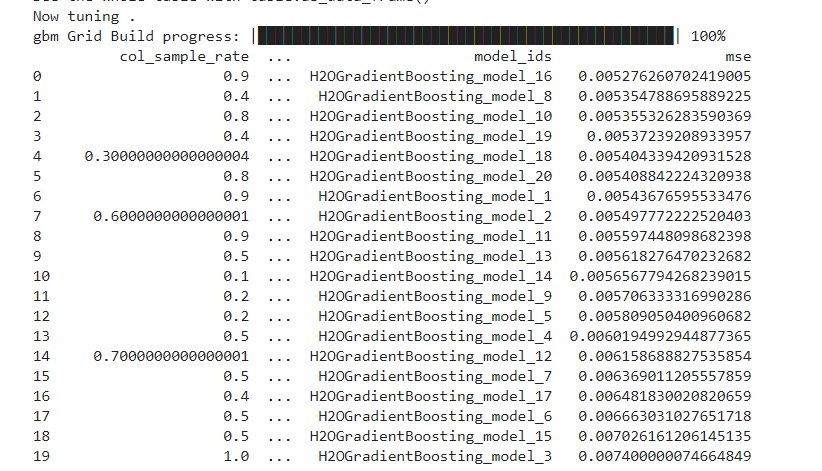 Now tuning .
gbm Grid Build progress: | | 100%
col_sample_rate ... model_ids mse
0 0.9 ... H2OGradientBoosting_model_16 0.005276260702419005
1 0.4 ... H2OGradientBoosting_model_8 0.005354788695889225
2 0.8 ... H2OGradientBoosting_model_10 0.005355326283590369
3 0.4 ... H2OGradientBoosting_model_19 0.00537239208933957
4 0.30000000000000004 ... H2OGradientBoosting_model_18 0.005404339420931528
5 0.8 ... H2OGradientBoosting_model_20 0.005408842224320938
6 0.9 ... H2OGradientBoosting_model_1 0.00543676595533476
7 0.6000000000000001 ... H2OGradientBoosting_model_2 0.005497772222520403
8 0.9 ... H2OGradientBoosting_model_11 0.005597448098682398
9 0.5 ... H2OGradientBoosting_model_13 0.005618276470232682
10 0.1 ... H2OGradientBoosting_model_14 0.0056567794268239015
11 0.2 ... H2OGradientBoosting_model_9 0.005706333316990286
12 0.2 ... H2OGradientBoosting_model_5 0.005809050400960682
13 0.5 ... H2OGradientBoosting_model_4 0.0060194992944877365
14 0.7000000000000001 ... H2OGradientBoosting_model_12 0.006158688827535854
15 0.5 ... H2OGradientBoosting_model_7 0.006369011205557859
16 0.4 ... H2OGradientBoosting_model_17 0.006481830020820659
17 0.5 ... H2OGradientBoosting_model_6 0.006663031027651718
18 0.5 ... H2OGradientBoosting_model_15 0.007026161206145135
19 1.0 ... H2OGradientBoosting_model_3 0.007400000074664849